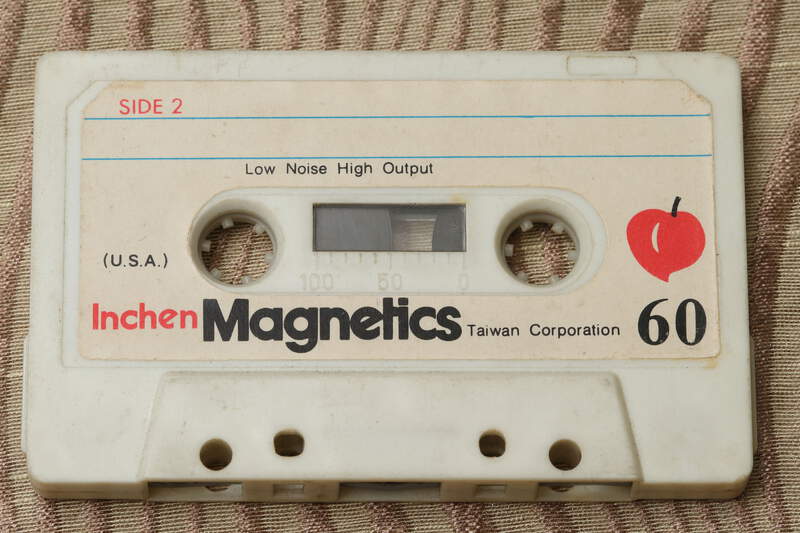 SIDE 2
Low Noise High Output
(U.S.A.)
100 50 0
Inchen Magnetics Taiwan Corporation 60